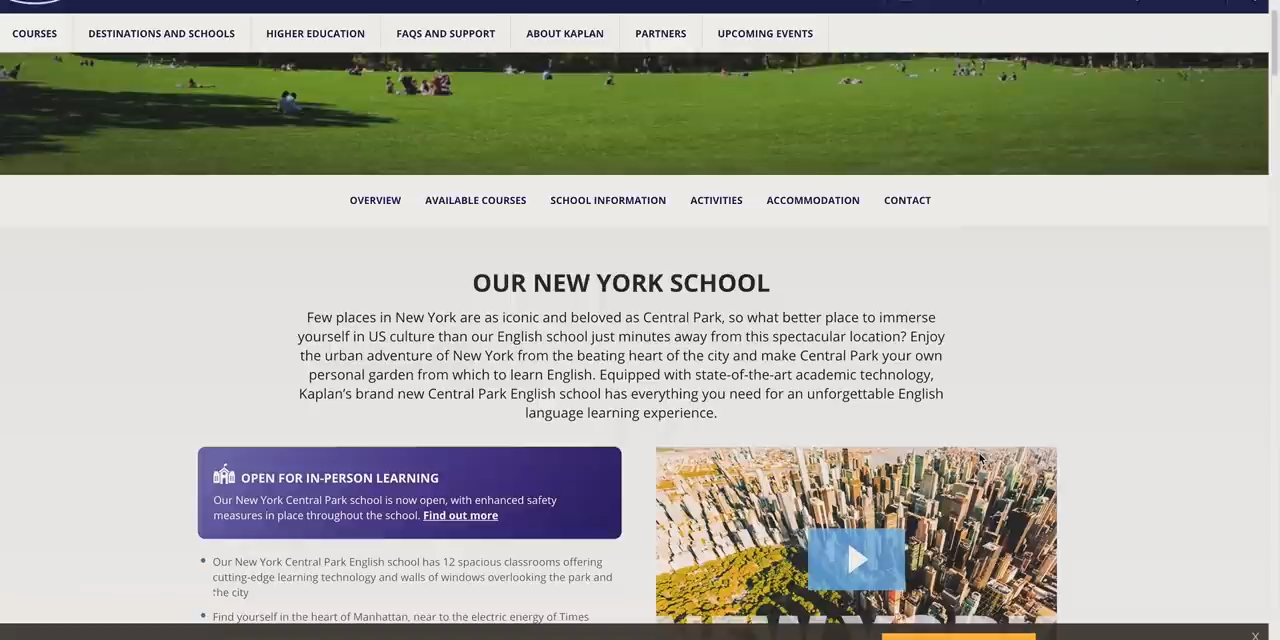 COURSES
DESTINATIONS AND SCHOOLS
HIGHER EDUCATION
FAQS AND SUPPORT
ABOUT KAPLAN
PARTNERS
UPCOMING EVENTS
OVERVIEW
AVAILABLE COURSES
SCHOOL INFORMATION
ACTIVITIES
ACCOMMODATION
CONTACT
OUR NEW YORK SCHOOL
Few places in New York are as iconic and beloved as Central Park, so what better place to immerse
yourself in US culture than our English school just minutes away from this spectacular location? Enjoy
the urban adventure of New York from the beating heart of the city and make Central Park your own
personal garden from which to learn English. Equipped with state-of-the-art academic technology,
Kaplan’s brand new Central Park English school has everything you need for an unforgettable English
language learning experience.
OPEN FOR IN-PERSON LEARNING
Our New York Central Park school is now open, with enhanced safety
measures in place throughout the school. Find out more
• Our New York Central Park English school has 12 spacious classrooms offering
cutting-edge learning technology and walls of windows overlooking the park and
the city
• Find yourself in the heart of Manhattan, near to the electric energy of Times
X